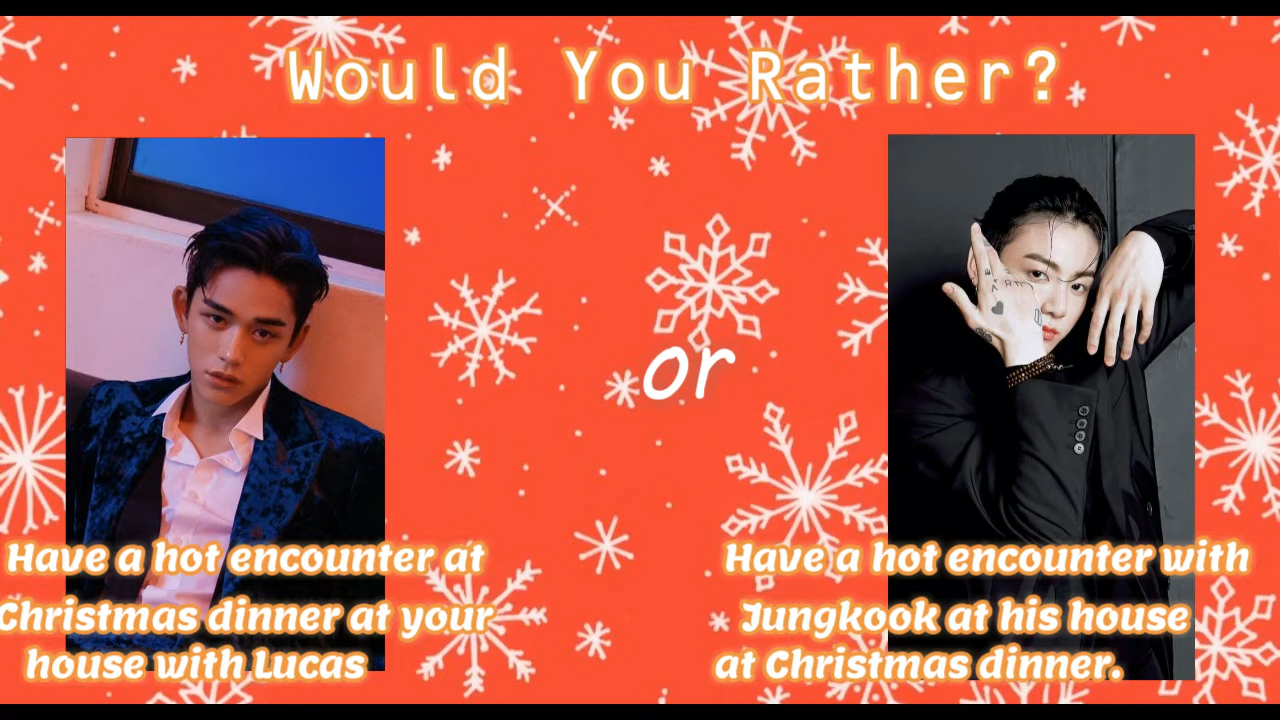 Would You Rather?
or
Have a hot encounter at
Christmas dinner at your
house with Lucas
Have a hot encounter with
Jungkook at his house
at Christmas dinner.